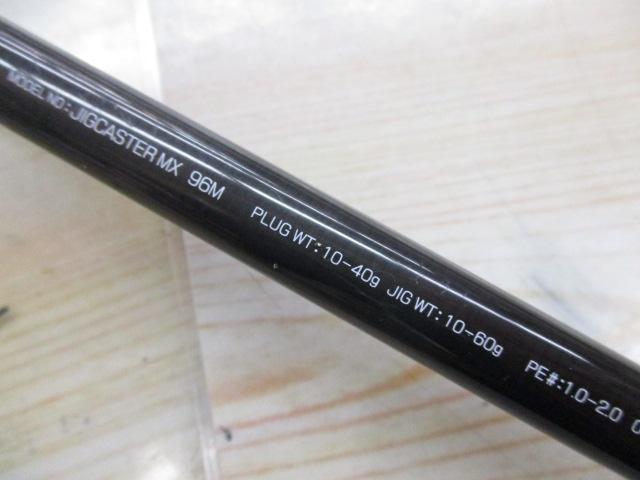 MODEL NO: JIGCASTER MX 96M PLUG WT: 10-40g JIG WT: 10-60g PE#:1.0-2.0